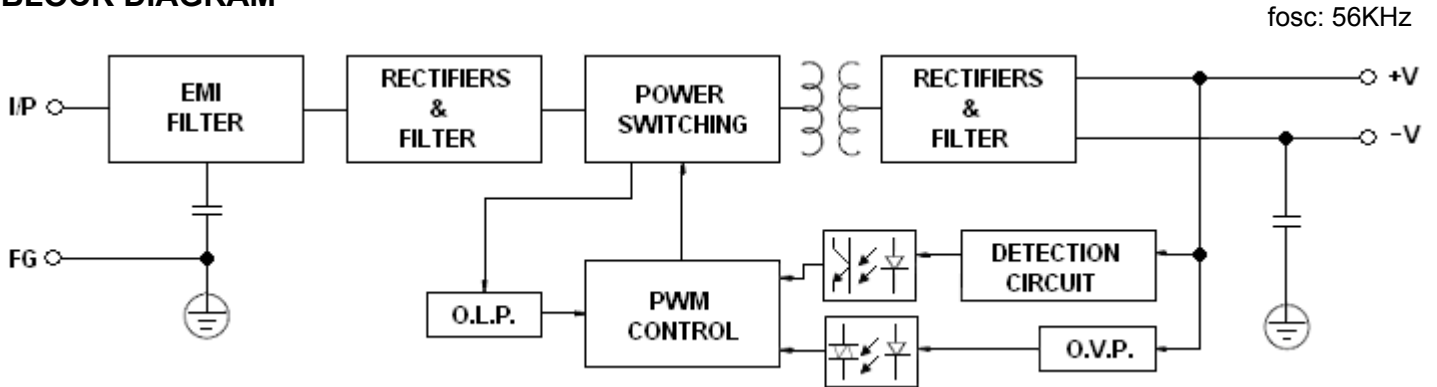 BLOCK DIAGRAM
fosc: 56KHz
I/P
EMI
FILTER
RECTIFIERS
&
FILTER
POWER
SWITCHING
RECTIFIERS
&
FILTER
+V
-V
FG
O.L.P.
PWM
CONTROL
DETECTION
CIRCUIT
O.V.P.